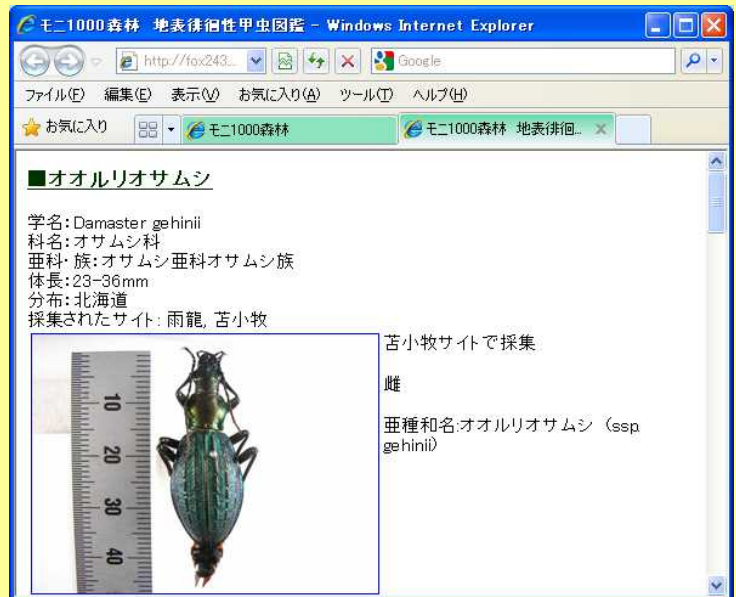 モニ1000森林 地表徘徊性甲虫図鑑 - Windows Internet Explorer
http://fox243...
Google
ファイル(F) 編集(E) 表示(V) お気に入り(A) ツール(T) ヘルプ(H)
お気に入り
モニ1000森林
モニ1000森林 地表徘徊...
■オオルリオサムシ
学名:Damaster gehinii
科名:オサムシ科
亜科・族:オサムシ亜科オサムシ族
体長:23-36mm
分布:北海道
採集されたサイト: 雨龍, 苫小牧
苫小牧サイトで採集
雌
亜種和名:オオルリオサムシ (ssp.
gehinii)
10
20
30
40